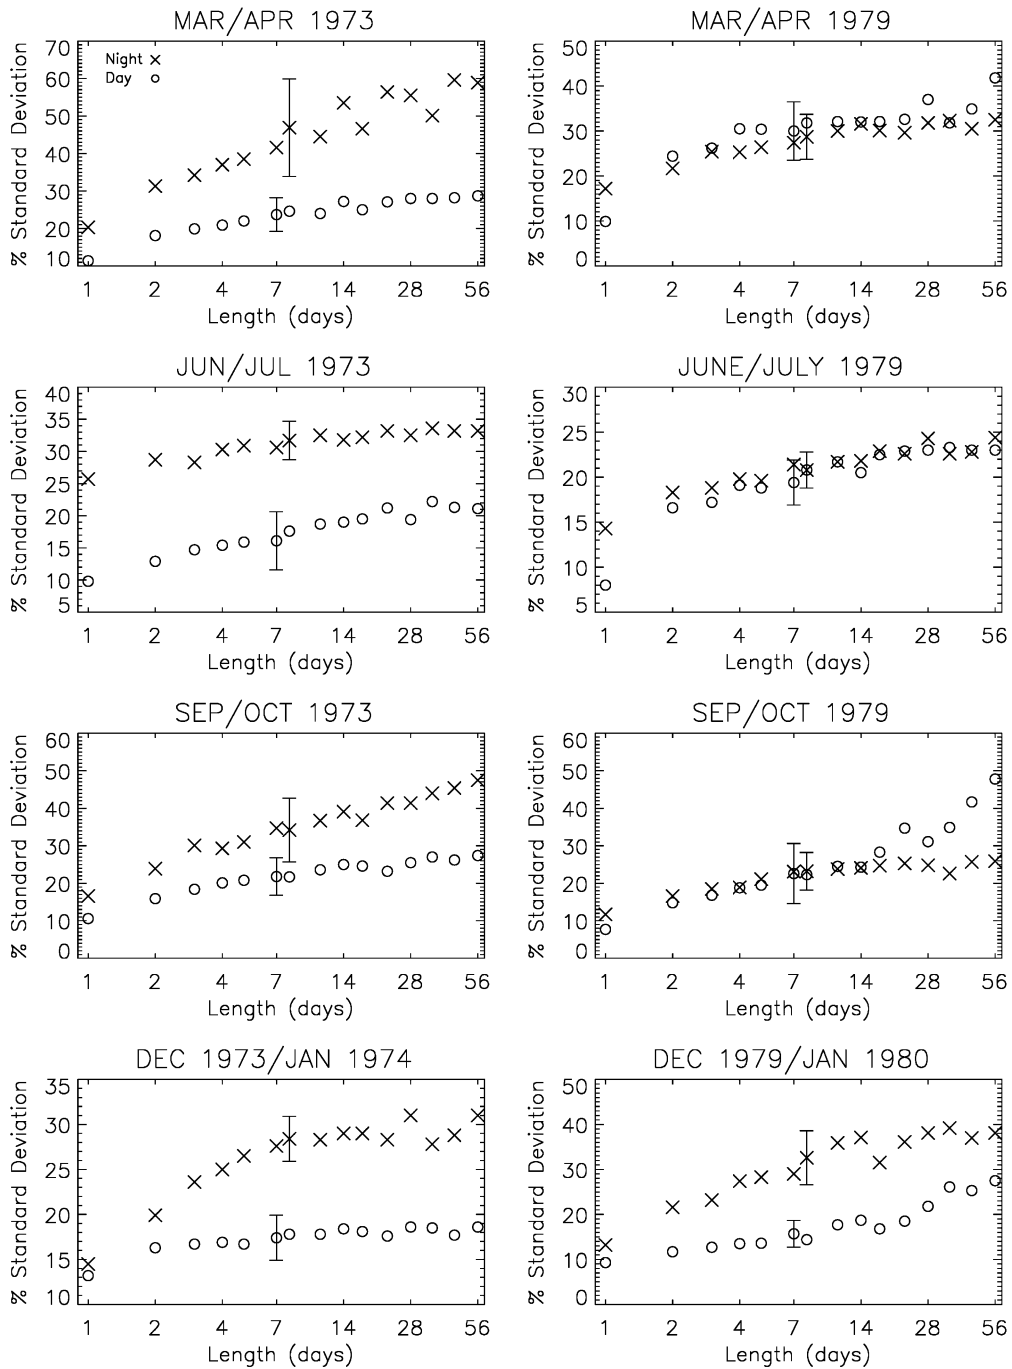 MAR/APR 1973
% Standard Deviation
70
60
50
40
30
20
10
Night ×
Day ○
1 2 4 7 14 28 56
Length (days)
MAR/APR 1979
% Standard Deviation
50
40
30
20
10
0
1 2 4 7 14 28 56
Length (days)
JUN/JUL 1973
% Standard Deviation
40
35
30
25
20
15
10
5
1 2 4 7 14 28 56
Length (days)
JUNE/JULY 1979
% Standard Deviation
30
25
20
15
10
5
1 2 4 7 14 28 56
Length (days)
SEP/OCT 1973
% Standard Deviation
60
50
40
30
20
10
0
1 2 4 7 14 28 56
Length (days)
SEP/OCT 1979
% Standard Deviation
60
50
40
30
20
10
0
1 2 4 7 14 28 56
Length (days)
DEC 1973/JAN 1974
% Standard Deviation
35
30
25
20
15
10
1 2 4 7 14 28 56
Length (days)
DEC 1979/JAN 1980
% Standard Deviation
50
40
30
20
10
0
1 2 4 7 14 28 56
Length (days)